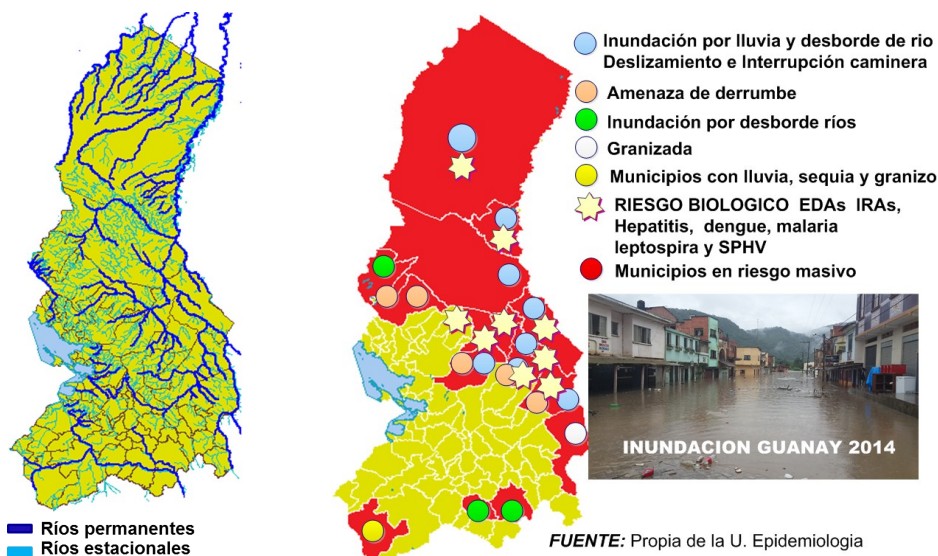 Inundación por lluvia y desborde de rio
Deslizamiento e Interrupción caminera
Amenaza de derrumbe
Inundación por desborde ríos
Granizada
Municipios con lluvia, sequia y granizo
RIESGO BIOLOGICO EDAs IRAs,
Hepatitis, dengue, malaria
leptospira y SPHV
Municipios en riesgo masivo
INUNDACION GUANAY 2014
Ríos permanentes
Ríos estacionales
FUENTE: Propia de la U. Epidemiologia